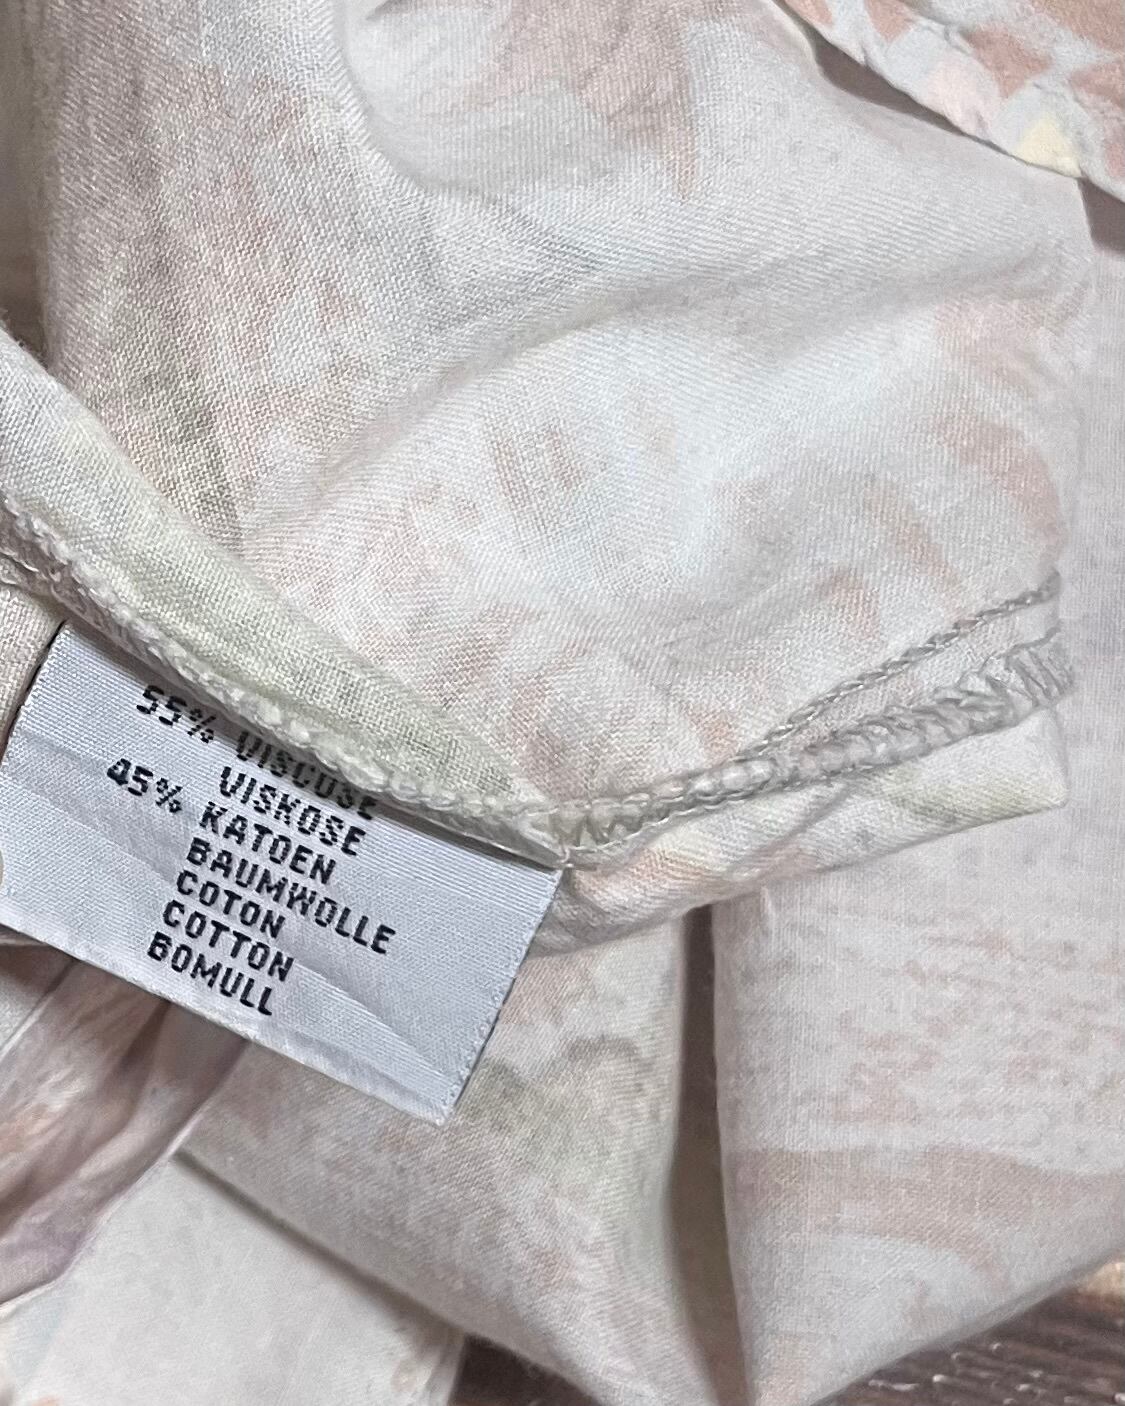 55% VISCOSE
VISKOSE
45% KATOEN
BAUMWOLLE
COTON
COTTON
BOMULL